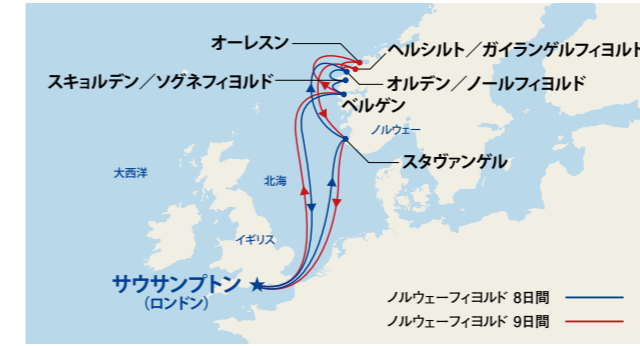 オーレスン
ヘルシルト／ガイランゲルフィヨルド
スキョルデン／ソグネフィヨルド
オルデン／ノールフィヨルド
ベルゲン
ノルウェー
スタヴァンゲル
大西洋
北海
イギリス
サウサンプトン
（ロンドン）
ノルウェーフィヨルド 8日間
ノルウェーフィヨルド 9日間